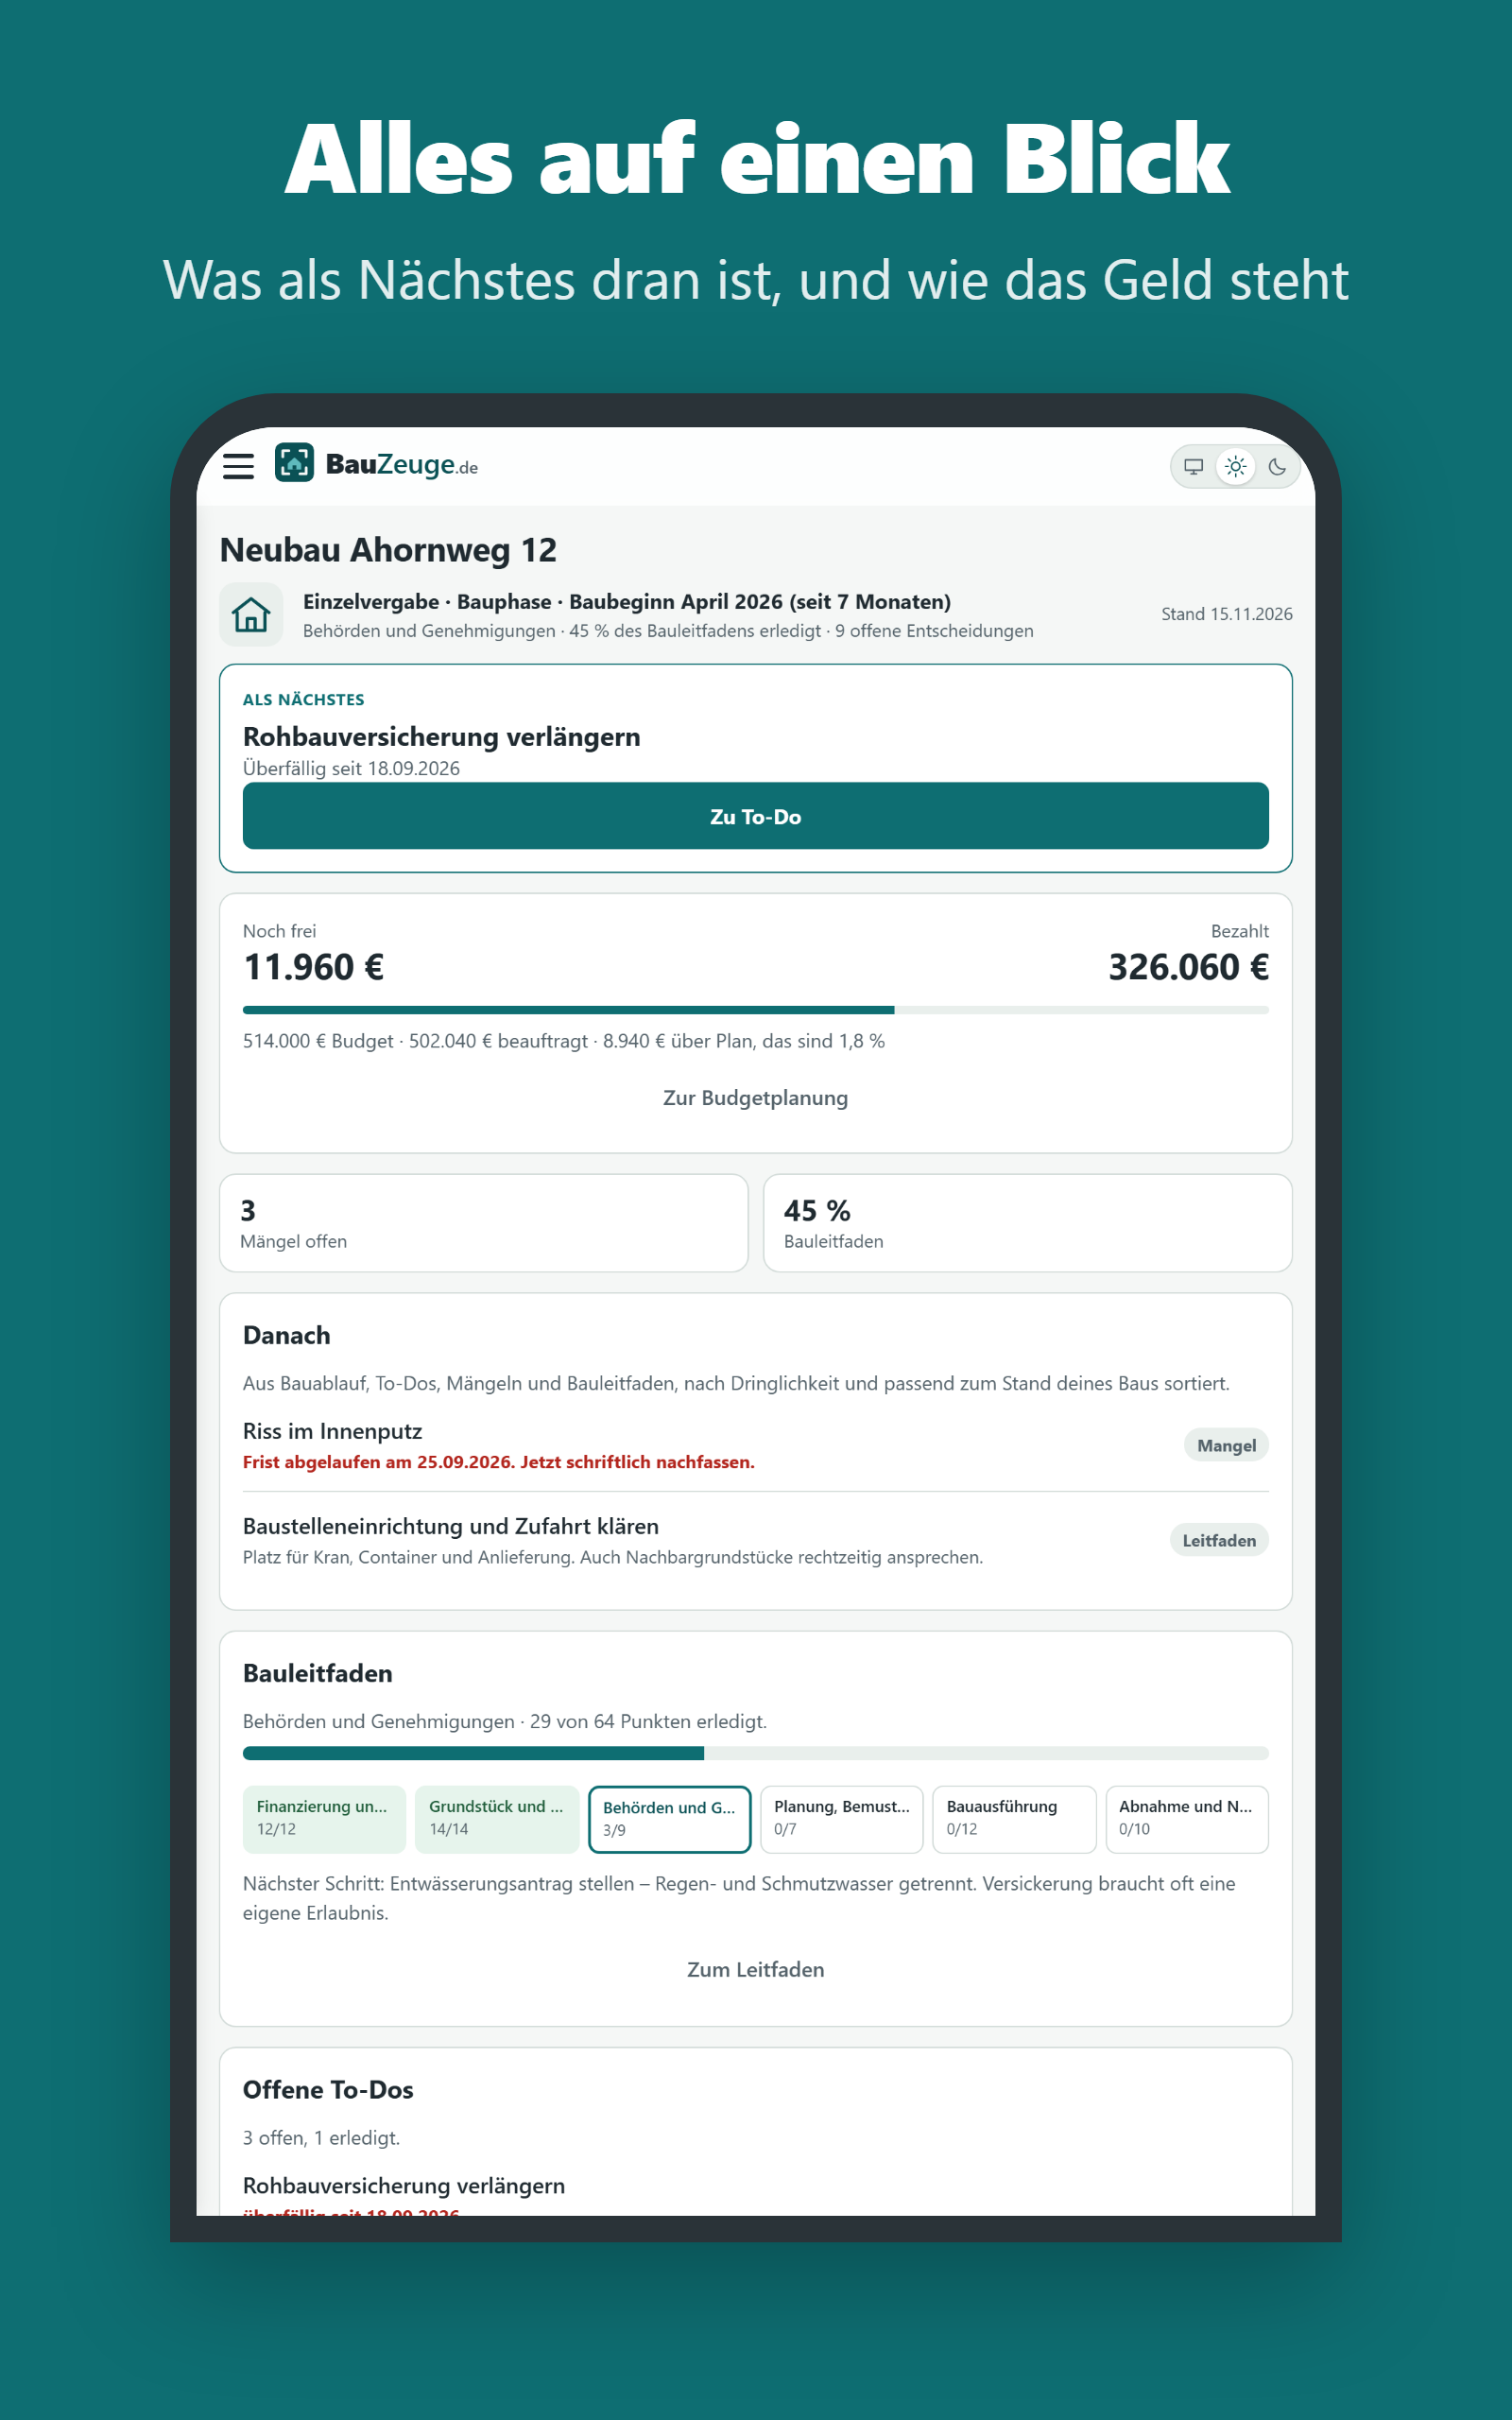 Alles auf einen Blick
Was als Nächstes dran ist, und wie das Geld steht
BauZeuge.de
Neubau Ahornweg 12
Einzelvergabe · Bauphase · Baubeginn April 2026 (seit 7 Monaten)
Behörden und Genehmigungen · 45 % des Bauleitfadens erledigt · 9 offene Entscheidungen
Stand 15.11.2026
ALS NÄCHSTES
Rohbauversicherung verlängern
Überfällig seit 18.09.2026
Zu To-Do
Noch frei
Bezahlt
11.960 €
326.060 €
514.000 € Budget · 502.040 € beauftragt · 8.940 € über Plan, das sind 1,8 %
Zur Budgetplanung
3
Mängel offen
45 %
Bauleitfaden
Danach
Aus Bauablauf, To-Dos, Mängeln und Bauleitfaden, nach Dringlichkeit und passend zum Stand deines Baus sortiert.
Riss im Innenputz
Frist abgelaufen am 25.09.2026. Jetzt schriftlich nachfassen.
Mangel
Baustelleneinrichtung und Zufahrt klären
Platz für Kran, Container und Anlieferung. Auch Nachbargrundstücke rechtzeitig ansprechen.
Leitfaden
Bauleitfaden
Behörden und Genehmigungen · 29 von 64 Punkten erledigt.
Finanzierung un...
12/12
Grundstück und ...
14/14
Behörden und G...
3/9
Planung, Bemust...
0/7
Bauausführung
0/12
Abnahme und N...
0/10
Nächster Schritt: Entwässerungsantrag stellen – Regen- und Schmutzwasser getrennt. Versickerung braucht oft eine
eigene Erlaubnis.
Zum Leitfaden
Offene To-Dos
3 offen, 1 erledigt.
Rohbauversicherung verlängern
überfällig seit 18.09.2026